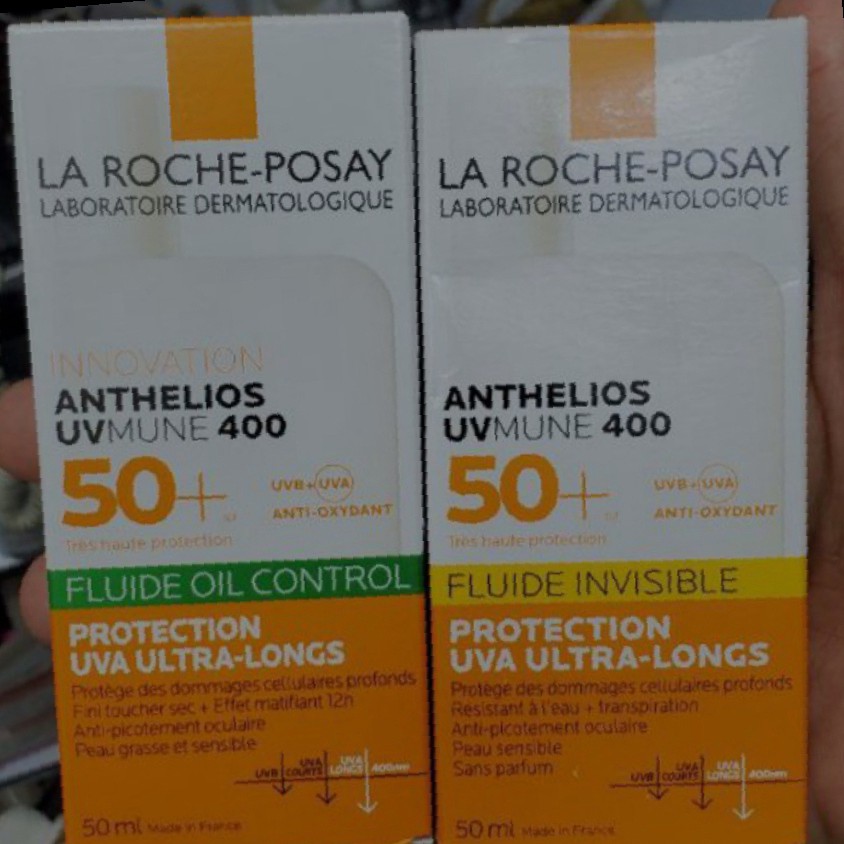 LA ROCHE-POSAY
LABORATOIRE DERMATOLOGIQUE
INNOVATION
ANTHELIOS
UVMUNE 400
50+
UVB+UVA
ANTI-OXYDANT
Très haute protection
FLUIDE OIL CONTROL
PROTECTION
UVA ULTRA-LONGS
Protège des dommages cellulaires profonds
Fini toucher sec + Effet matifiant 12h
Anti-picotement oculaire
Peau grasse et sensible
UVB
UVA COURTS
UVA LONGS
400nm
50 ml Made in France
LA ROCHE-POSAY
LABORATOIRE DERMATOLOGIQUE
ANTHELIOS
UVMUNE 400
50+
UVB+UVA
ANTI-OXYDANT
Très haute protection
FLUIDE INVISIBLE
PROTECTION
UVA ULTRA-LONGS
Protège des dommages cellulaires profonds
Résistant à l'eau + transpiration
Anti-picotement oculaire
Peau sensible
Sans parfum
UVB
UVA COURTS
UVA LONGS
400nm
50 ml Made in France